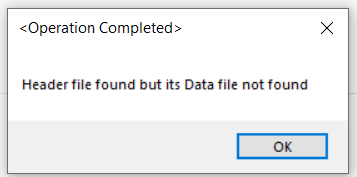 <Operation Completed>
Header file found but its Data file not found
OK